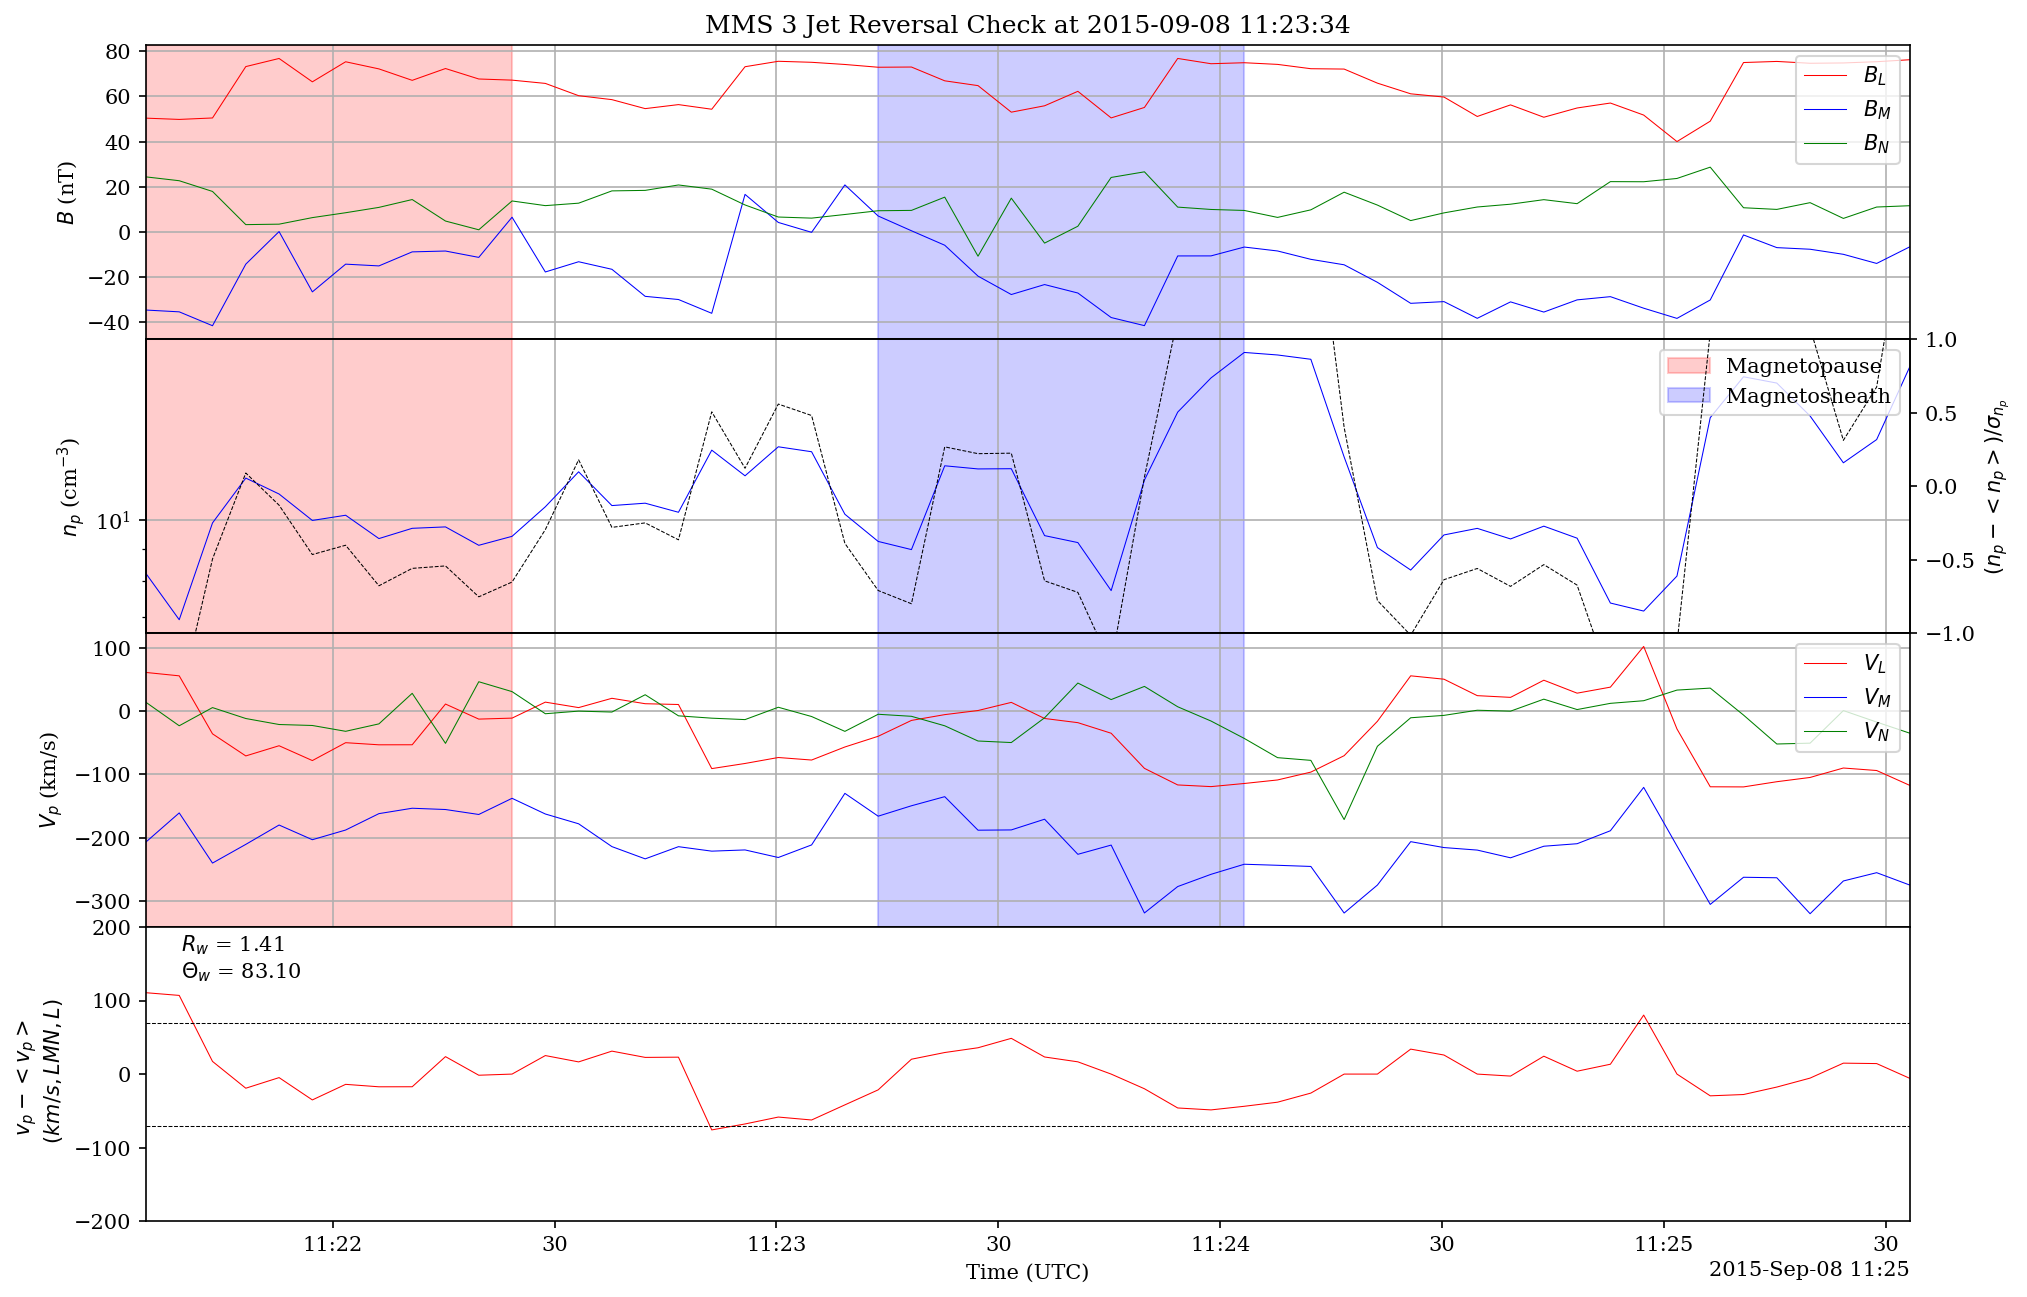 MMS 3 Jet Reversal Check at 2015-09-08 11:23:34
80
60
40
20
0
−20
−40
B (nT)
B_L
B_M
B_N
10^1
n_p (cm^{−3})
1.0
0.5
0.0
−0.5
−1.0
(n_p − < n_p >)/σ_{n_p}
Magnetopause
Magnetosheath
100
0
−100
−200
−300
V_p (km/s)
V_L
V_M
V_N
200
100
0
−100
−200
v_p − < v_p >
(km/s, LMN, L)
R_w = 1.41
Θ_w = 83.10
11:22 30 11:23 30 11:24 30 11:25 30
Time (UTC)
2015-Sep-08 11:25